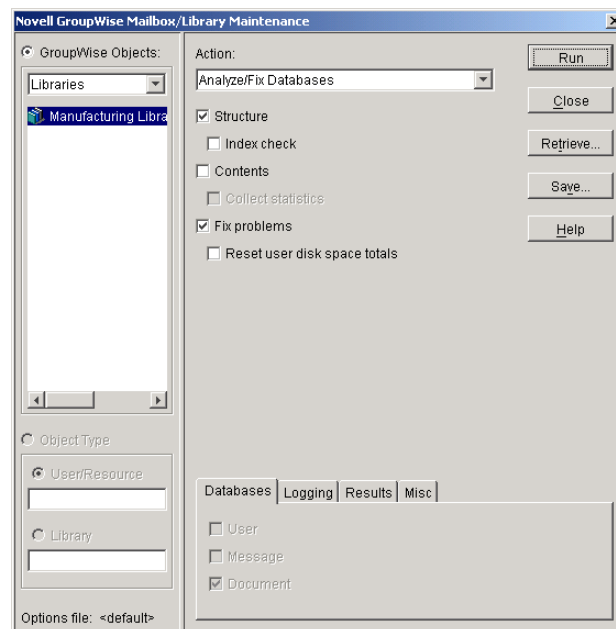 Novell GroupWise Mailbox/Library Maintenance
GroupWise Objects:
Libraries
Manufacturing Libra
Object Type
User/Resource
Library
Options file: <default>
Action:
Analyze/Fix Databases
Structure
Index check
Contents
Collect statistics
Fix problems
Reset user disk space totals
Run
Close
Retrieve...
Save...
Help
Databases Logging Results Misc
User
Message
Document